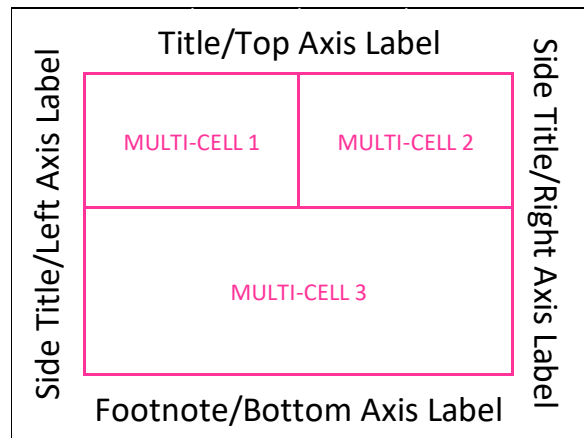 Title/Top Axis Label
Side Title/Left Axis Label
MULTI-CELL 1
MULTI-CELL 2
MULTI-CELL 3
Side Title/Right Axis Label
Footnote/Bottom Axis Label